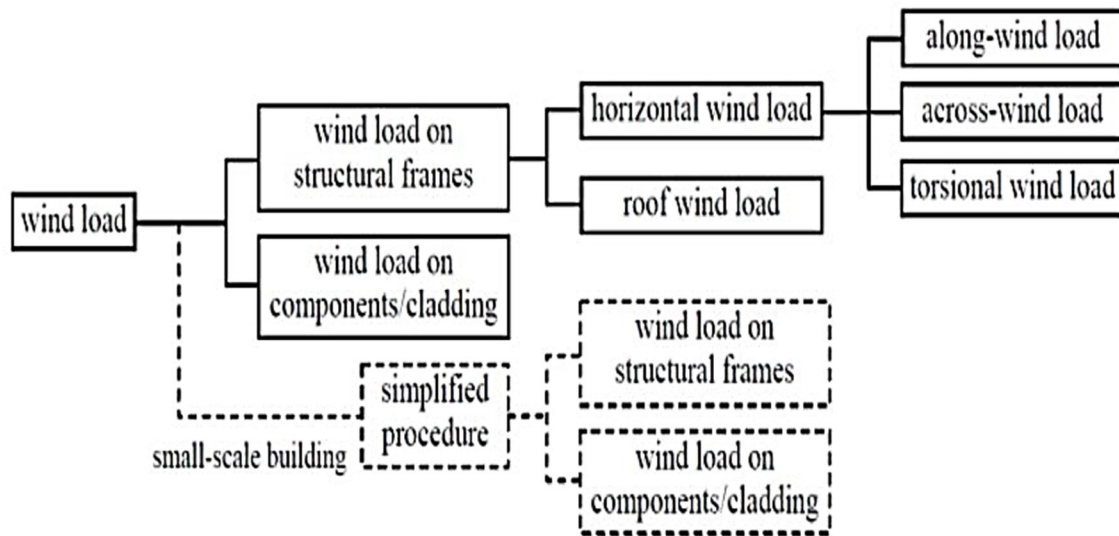 wind load
wind load on
structural frames
wind load on
components/cladding
horizontal wind load
roof wind load
along-wind load
across-wind load
torsional wind load
small-scale building
simplified
procedure
wind load on
structural frames
wind load on
components/cladding